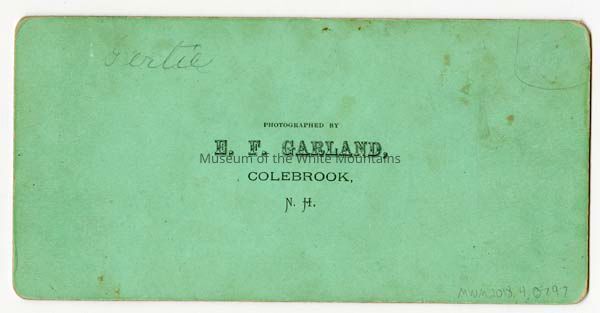 Gertie
PHOTOGRAPHED BY
E. F. GARLAND,
Museum of the White Mountains
COLEBROOK,
N. H.
MWM2018.4.0797